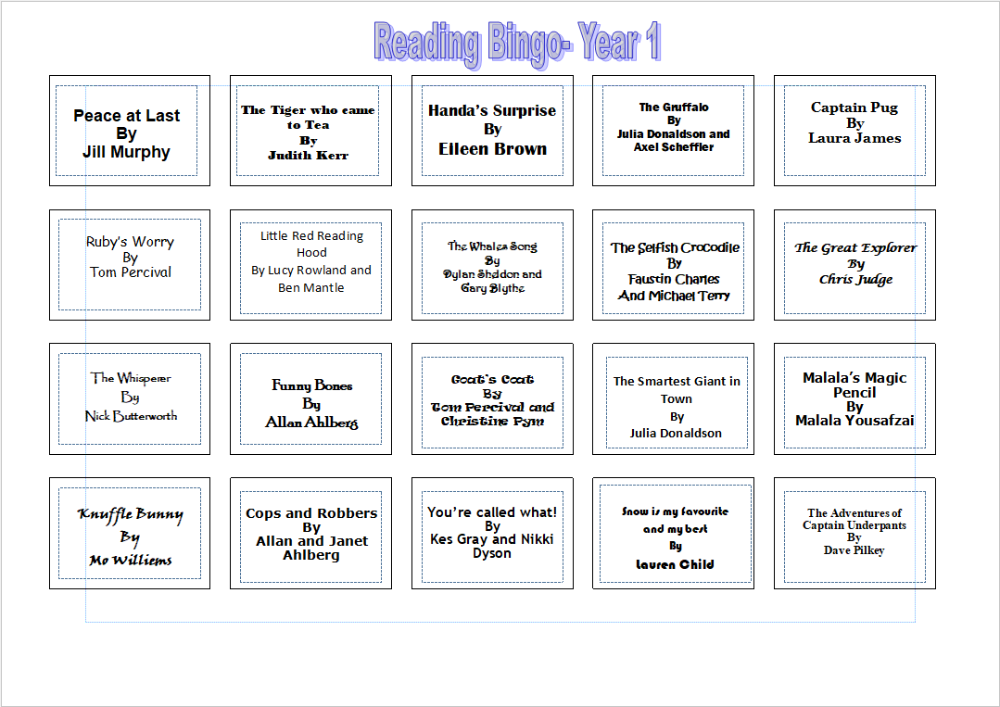 Reading Bingo- Year 1
Peace at Last
By
Jill Murphy
The Tiger who came
to Tea
By
Judith Kerr
Handa's Surprise
By
Eileen Brown
The Gruffalo
By
Julia Donaldson and
Axel Scheffler
Captain Pug
By
Laura James
Ruby's Worry
By
Tom Percival
Little Red Reading
Hood
By Lucy Rowland and
Ben Mantle
The Whales Song
By
Dylan Sheldon and
Gary Blythe
The Selfish Crocodile
By
Faustin Charles
And Michael Terry
The Great Explorer
By
Chris Judge
The Whisperer
By
Nick Butterworth
Funny Bones
By
Allan Ahlberg
Goat's Coat
By
Tom Percival and
Christine Pym
The Smartest Giant in
Town
By
Julia Donaldson
Malala's Magic
Pencil
By
Malala Yousafzai
Knuffle Bunny
By
Mo Williems
Cops and Robbers
By
Allan and Janet
Ahlberg
You're called what!
By
Kes Gray and Nikki
Dyson
Snow is my favourite
and my best
By
Lauren Child
The Adventures of
Captain Underpants
By
Dave Pilkey